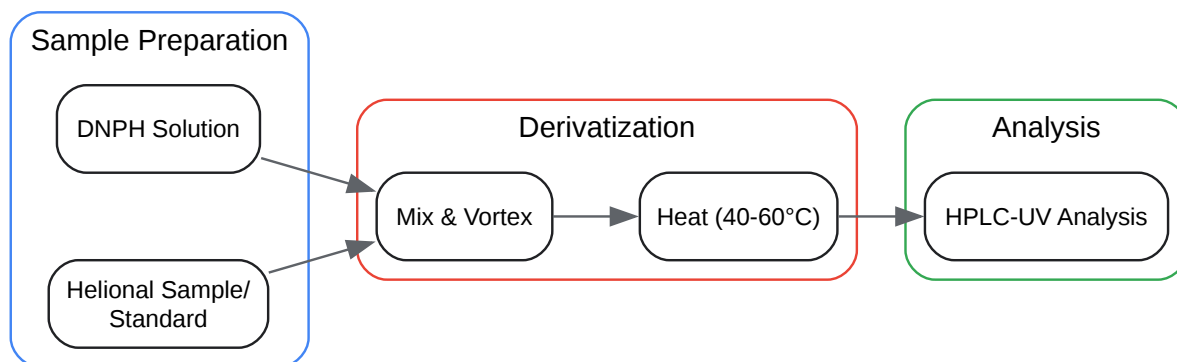 Sample Preparation
DNPH Solution
Helional Sample/
Standard
Derivatization
Mix & Vortex
Heat (40-60°C)
Analysis
HPLC-UV Analysis